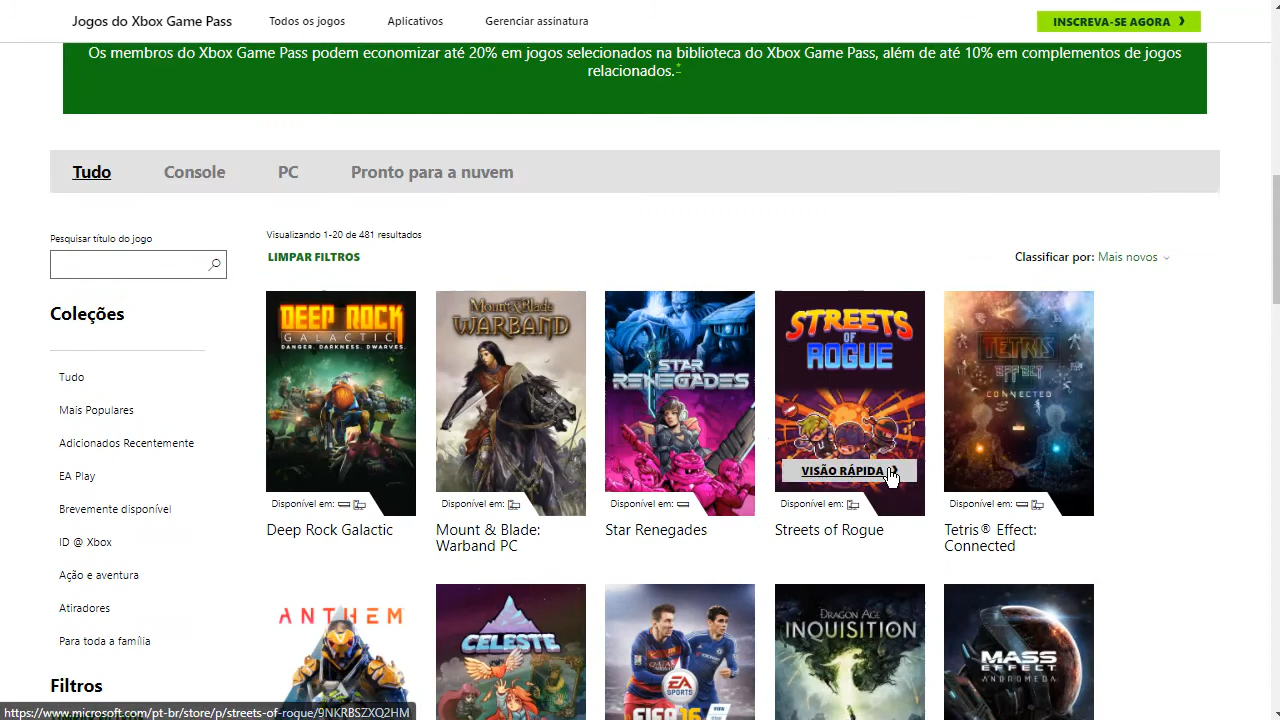 Jogos do Xbox Game Pass
Todos os jogos
Aplicativos
Gerenciar assinatura
INSCREVA-SE AGORA
Os membros do Xbox Game Pass podem economizar até 20% em jogos selecionados na biblioteca do Xbox Game Pass, além de até 10% em complementos de jogos
relacionados.*
Tudo
Console
PC
Pronto para a nuvem
Pesquisar título do jogo
Visualizando 1-20 de 481 resultados
LIMPAR FILTROS
Classificar por: Mais novos
Coleções
Tudo
Mais Populares
Adicionados Recentemente
EA Play
Brevemente disponível
ID @ Xbox
Ação e aventura
Atiradores
Para toda a família
Filtros
DEEP ROCK
GALACTIC
DANGER. DARKNESS. DWARVES.
Disponível em:
Deep Rock Galactic
Mount&Blade
WARBAND
Disponível em:
Mount & Blade:
Warband PC
STAR
RENEGADES
Disponível em:
Star Renegades
STREETS
OF
ROGUE
VISÃO RÁPIDA
Disponível em:
Streets of Rogue
TETRIS
EFFECT
CONNECTED
Disponível em:
Tetris® Effect:
Connected
ANTHEM
CELESTE
EA
SPORTS
FIFA 16
DRAGON AGE
INQUISITION
MASS
EFFECT
ANDROMEDA
https://www.microsoft.com/pt-br/store/p/streets-of-rogue/9NKRBSZXQ2HM